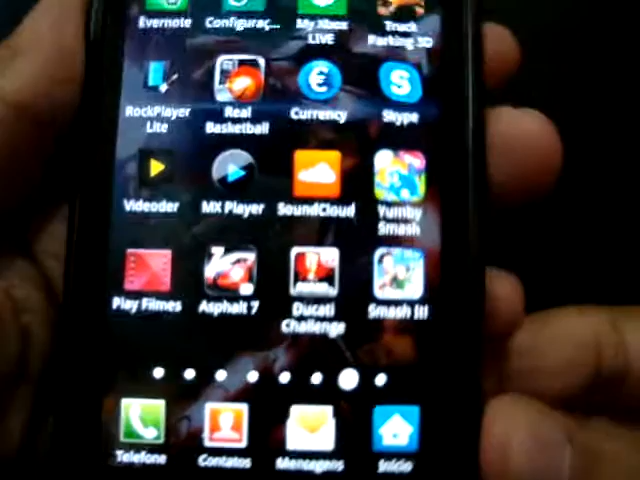 Evernote
Configuraç...
My Xbox
LIVE
Truck
Parking 3D
RockPlayer
Lite
Real
Basketball
Currency
Skype
Videoder
MX Player
SoundCloud
Yumby
Smash
Play Filmes
Asphalt 7
Ducati
Challenge
Smash It!
Telefone
Contatos
Mensagens
Início